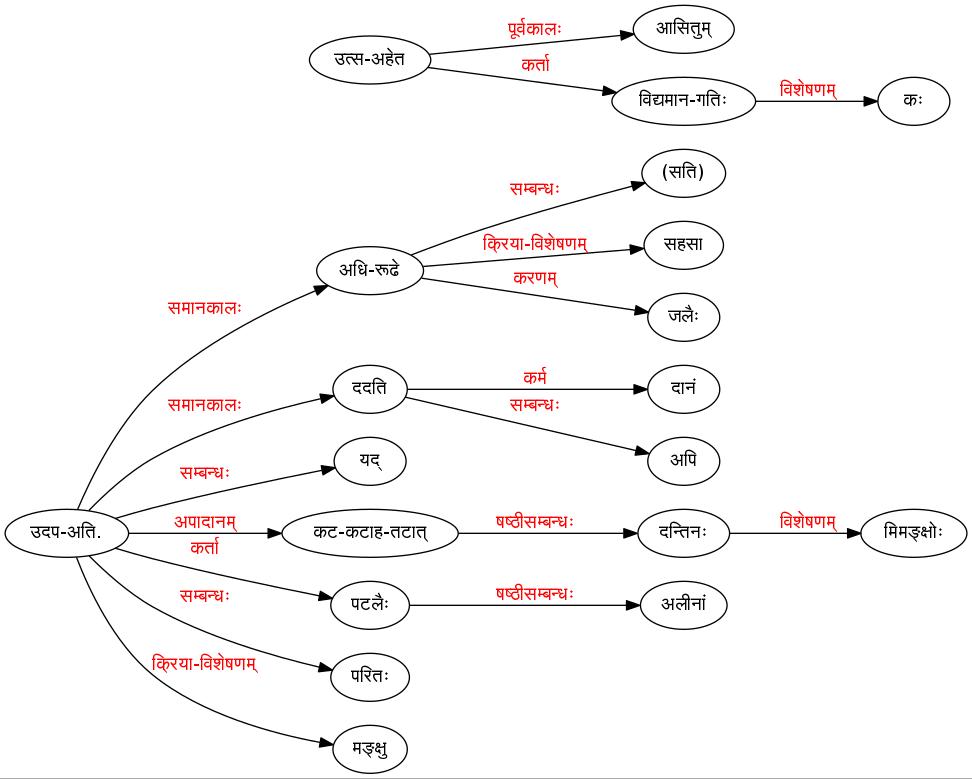 पूर्वकालः
आसितुम्
उत्स-अहेत
कर्ता
विद्यमान-गतिः
विशेषणम्
कः
सम्बन्धः
(सति)
अधि-रूढे
क्रिया-विशेषणम्
सहसा
करणम्
जलैः
समानकालः
ददति
कर्म
दानं
समानकालः
सम्बन्धः
अपि
सम्बन्धः
यद्
उदप-अति.
अपादानम्
कट-कटाह-तटात्
षष्ठीसम्बन्धः
दन्तिनः
विशेषणम्
मिमङ्क्षोः
कर्ता
पटलैः
षष्ठीसम्बन्धः
अलीनां
सम्बन्धः
परितः
क्रिया-विशेषणम्
मङ्क्षु